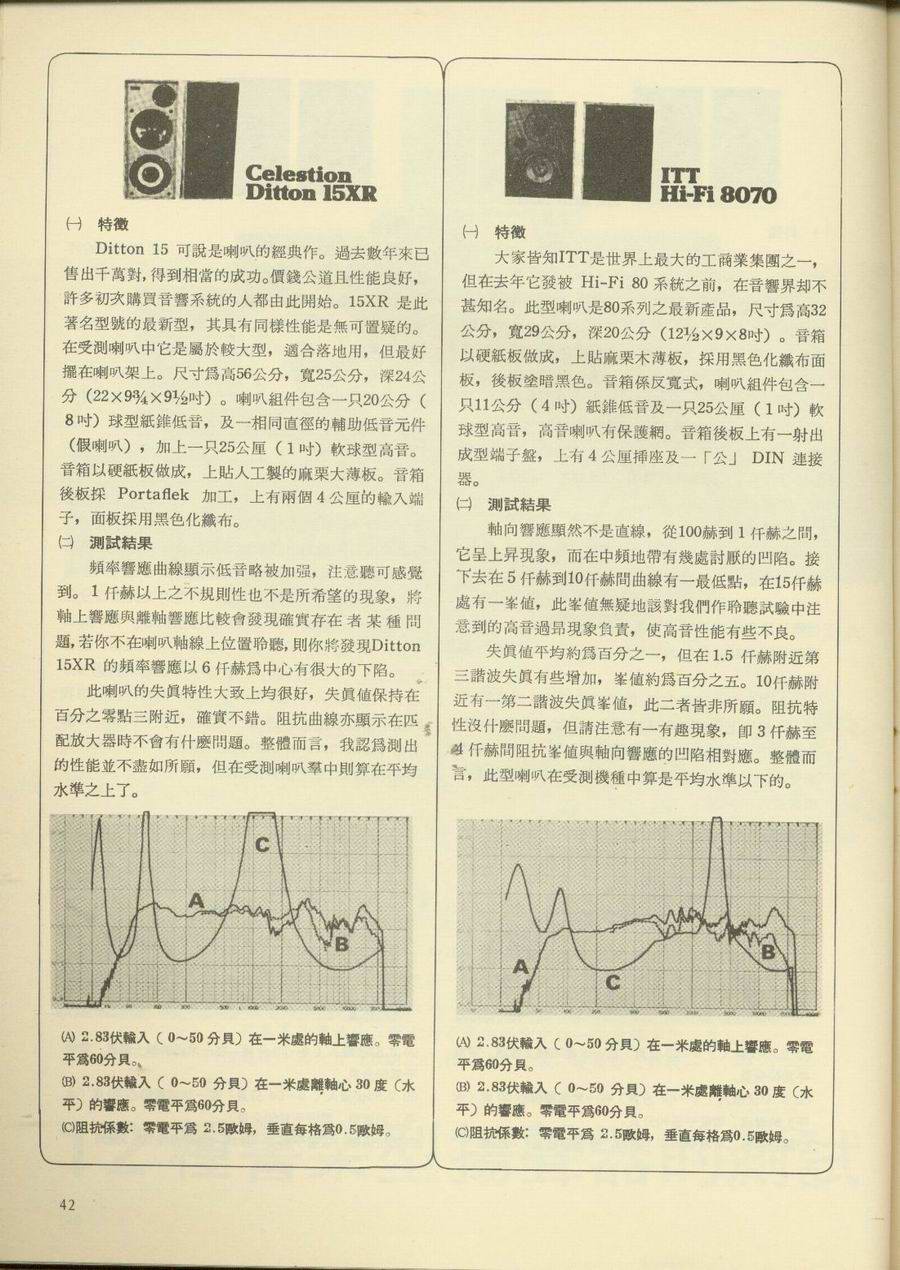 Celestion
Ditton 15XR
㈠ 特徵
Ditton 15 可說是喇叭的經典作。過去數年來已
售出千萬對,得到相當的成功。價錢公道且性能良好,
許多初次購買音響系統的人都由此開始。15XR 是此
著名型號的最新型,其具有同樣性能是無可置疑的。
在受測喇叭中它是屬於較大型,適合落地用,但最好
擺在喇叭架上。尺寸爲高56公分,寬25公分,深24公
分(22×9¾×9½吋)。喇叭組件包含一只20公分(
8吋)球型紙錐低音,及一相同直徑的輔助低音元件
(假喇叭),加上一只25公厘(1吋)軟球型高音。
音箱以硬紙板做成,上貼人工製的麻栗大薄板。音箱
後板採 Portaflek 加工,上有兩個4公厘的輸入端
子,面板採用黑色化纖布。
㈡ 測試結果
頻率響應曲線顯示低音略被加强,注意聽可感覺
到。1仟赫以上之不規則性也不是所希望的現象,將
軸上響應與離軸響應比較會發現確實存在者某種問
題,若你不在喇叭軸線上位置聆聽,則你將發現Ditton
15XR 的頻率響應以6仟赫爲中心有很大的下陷。
此喇叭的失眞特性大致上均很好,失眞值保持在
百分之零點三附近,確實不錯。阻抗曲線亦顯示在匹
配放大器時不會有什麽問題。整體而言,我認爲測出
的性能並不盡如所願,但在受測喇叭羣中則算在平均
水準之上了。
A
B
C
(A) 2.83伏輸入(0~50分貝)在一米處的軸上響應。零電
平爲60分貝。
(B) 2.83伏輸入(0~50 分貝)在一米處離軸心 30 度(水
平)的響應。零電平爲60分貝。
(C)阻抗係數:零電平爲 2.5歐姆,垂直每格爲0.5歐姆。
ITT
Hi-Fi 8070
㈠ 特徵
大家皆知ITT是世界上最大的工商業集團之一,
但在去年它發被 Hi-Fi 80 系統之前,在音響界却不
甚知名。此型喇叭是80系列之最新產品,尺寸爲高32
公分,寬29公分,深20公分(12½×9×8吋)。音箱
以硬紙板做成,上貼麻栗木薄板,採用黑色化纖布面
板,後板塗暗黑色。音箱係反寬式,喇叭組件包含一
只11公分(4吋)紙錐低音及一只25公厘(1吋)軟
球型高音,高音喇叭有保護網。音箱後板上有一射出
成型端子盤,上有4公厘揷座及一「公」 DIN 連接
器。
㈡ 測試結果
軸向響應顯然不是直線,從100赫到1仟赫之間,
它呈上昇現象,而在中頻地帶有幾處討厭的凹陷。接
下去在5仟赫到10仟赫間曲線有一最低點,在15仟赫
處有一峯値,此峯値無疑地該對我們作聆聽試驗中注
意到的高音過昻現象負責,使高音性能有些不良。
失眞値平均約爲百分之一,但在1.5 仟赫附近第
三諧波失眞有些增加,峯値約爲百分之五。10仟赫附
近有一第二諧波失眞峯値,此二者皆非所願。阻抗特
性沒什麽問題,但請注意有一有趣現象,卽3仟赫至
4仟赫間阻抗峯値與軸向響應的凹陷相對應。整體而
言,此型喇叭在受測機種中算是平均水準以下的。
A
B
C
(A) 2.83伏輸入(0~50分貝)在一米處的軸上響應。零電
平爲60分貝。
(B) 2.83伏輸入(0~50 分貝)在一米處離軸心 30 度(水
平)的響應。零電平爲60分貝。
(C)阻抗係數:零電平爲 2.5歐姆,垂直每格爲0.5歐姆。
42